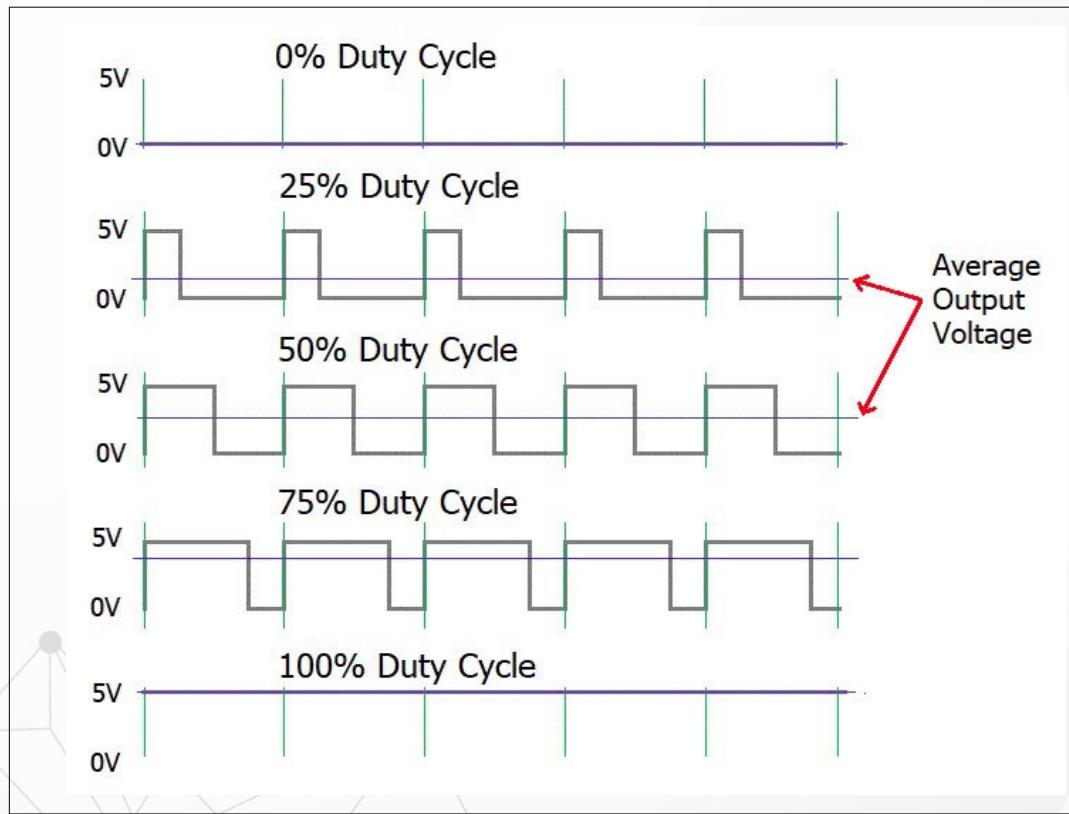 0% Duty Cycle
5V
0V
25% Duty Cycle
5V
0V
Average
Output
Voltage
50% Duty Cycle
5V
0V
75% Duty Cycle
5V
0V
100% Duty Cycle
5V
0V